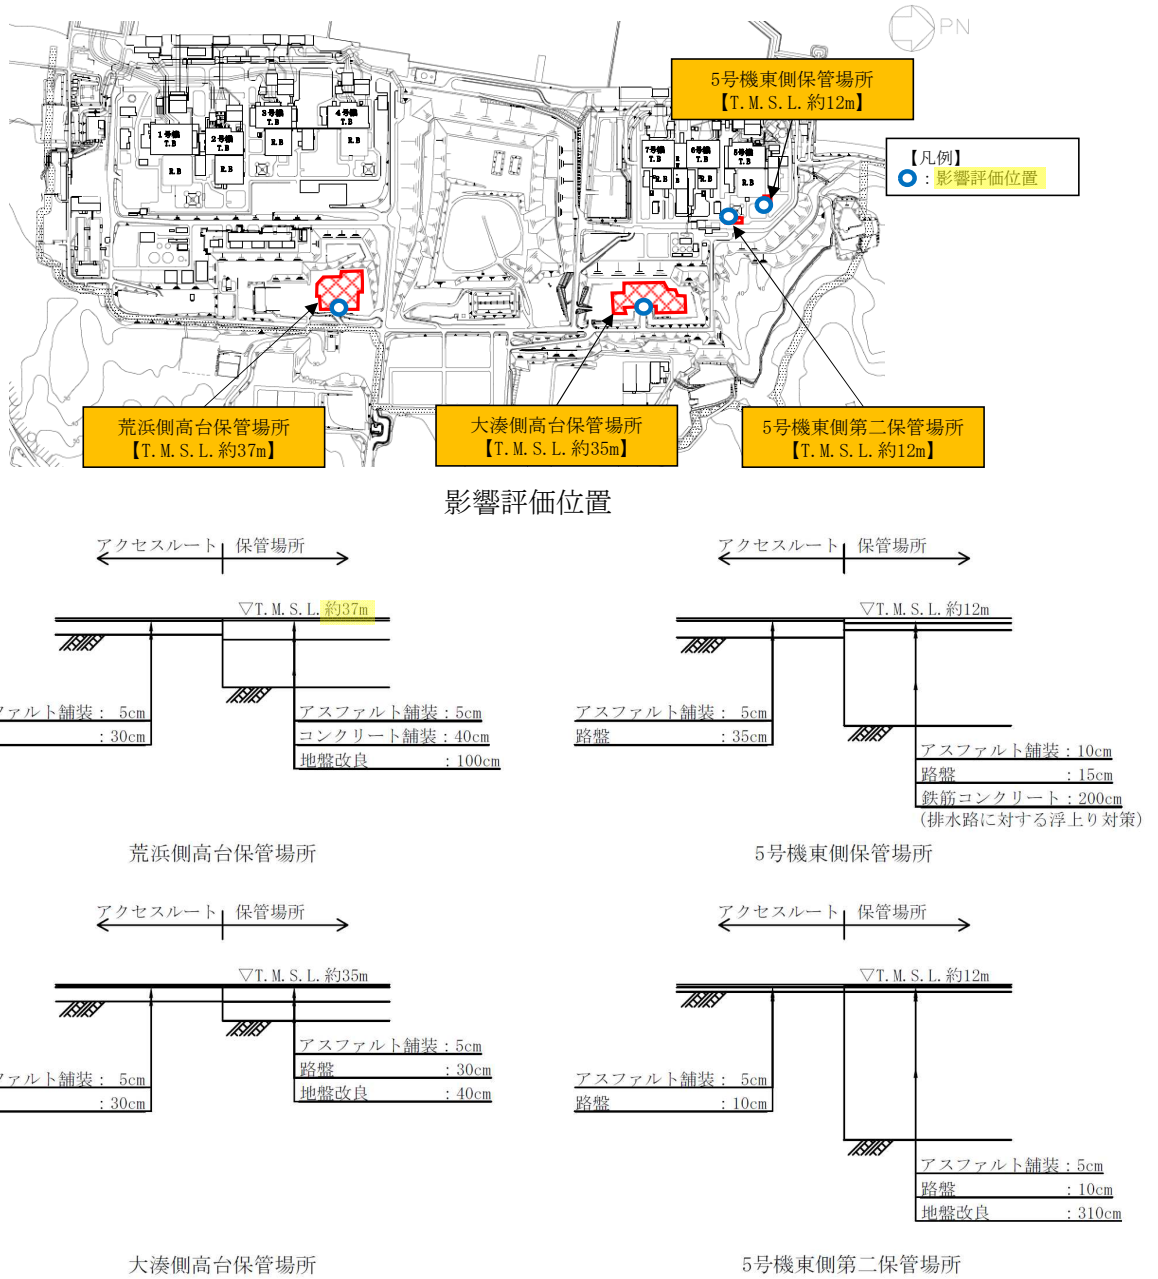 PN
5号機東側保管場所
【T.M.S.L.約12m】
【凡例】
：影響評価位置
1号機
T.B
R.B
2号機
T.B
R.B
3号機
T.B
R.B
4号機
T.B
R.B
7号機
T.B
R.B
6号機
T.B
R.B
5号機
T.B
R.B
荒浜側高台保管場所
【T.M.S.L.約37m】
大湊側高台保管場所
【T.M.S.L.約35m】
5号機東側第二保管場所
【T.M.S.L.約12m】
影響評価位置
アクセスルート 保管場所
▽T.M.S.L.約37m
ファルト舗装： 5cm
：30cm
アスファルト舗装：5cm
コンクリート舗装：40cm
地盤改良 ：100cm
荒浜側高台保管場所
アクセスルート 保管場所
▽T.M.S.L.約12m
アスファルト舗装： 5cm
路盤 ：35cm
アスファルト舗装：10cm
路盤 ：15cm
鉄筋コンクリート：200cm
(排水路に対する浮上り対策)
5号機東側保管場所
アクセスルート 保管場所
▽T.M.S.L.約35m
ファルト舗装： 5cm
：30cm
アスファルト舗装：5cm
路盤 ：30cm
地盤改良 ：40cm
大湊側高台保管場所
アクセスルート 保管場所
▽T.M.S.L.約12m
アスファルト舗装： 5cm
路盤 ：10cm
アスファルト舗装：5cm
路盤 ：10cm
地盤改良 ：310cm
5号機東側第二保管場所